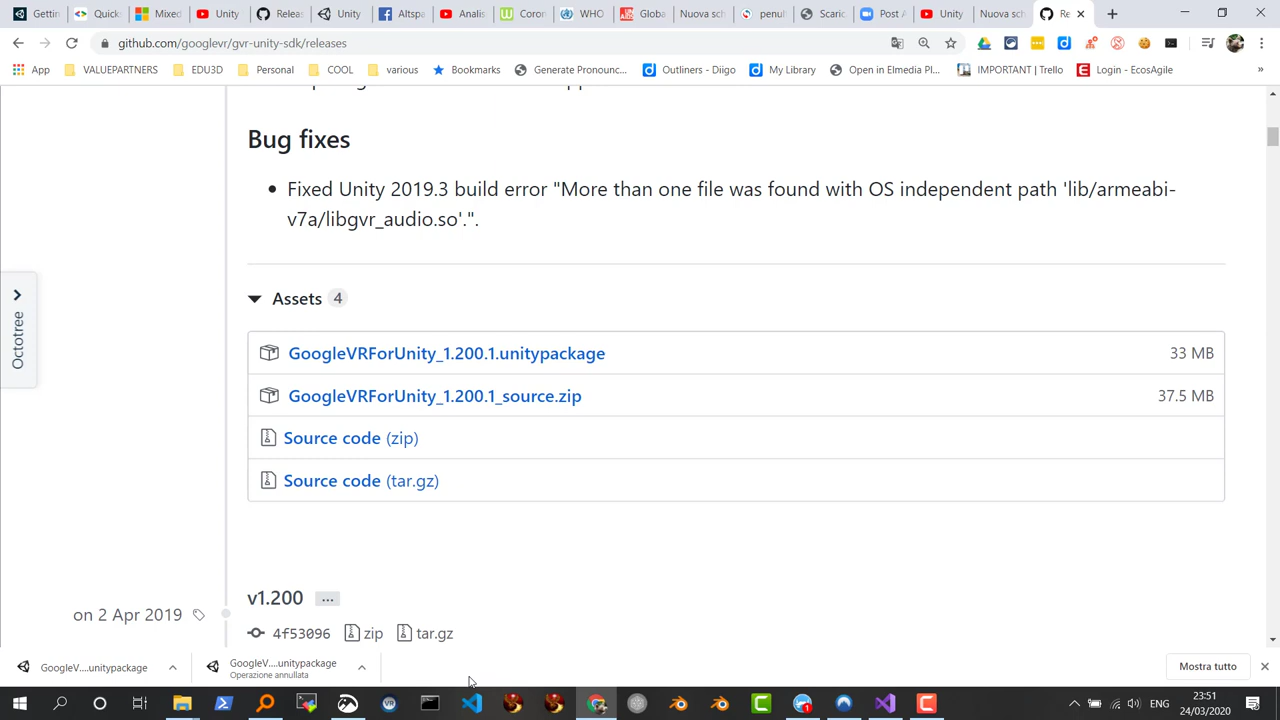 Gettin
Quick
Mixed
Unity
Releas
Unity
Altspa
Analis
Coron
WHO
Globa
Nuova sc
penult
Scaric
Post A
Unity
Nuova sch
Re
github.com/googlevr/gvr-unity-sdk/releases
App
VALUEPARTNERS
EDU3D
Personal
COOL
various
Bookmarks
Generate Pronounc...
Outliners - Diigo
My Library
Open in Elmedia Pl...
IMPORTANT | Trello
Login - EcosAgile
»
Bug fixes
• Fixed Unity 2019.3 build error "More than one file was found with OS independent path 'lib/armeabi-
v7a/libgvr_audio.so'.".
Octotree
Assets 4
GoogleVRForUnity_1.200.1.unitypackage 33 MB
GoogleVRForUnity_1.200.1_source.zip 37.5 MB
Source code (zip)
Source code (tar.gz)
v1.200 ...
on 2 Apr 2019
4f53096 zip tar.gz
GoogleV....unitypackage
GoogleV....unitypackage
Operazione annullata
Mostra tutto
ENG
23:51
24/03/2020